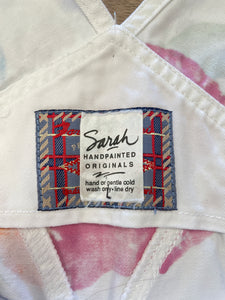 Sarah
HANDPAINTED
ORIGINALS
hand or gentle cold
wash only-line dry
L